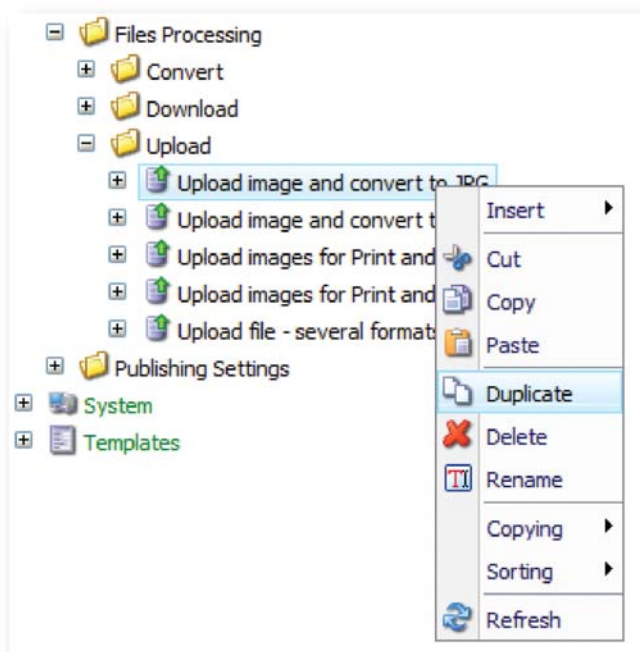 Files Processing
Convert
Download
Upload
Upload image and convert to JPG
Upload image and convert t
Upload images for Print and
Upload images for Print and
Upload file - several formats
Publishing Settings
System
Templates
Insert
Cut
Copy
Paste
Duplicate
Delete
Rename
Copying
Sorting
Refresh